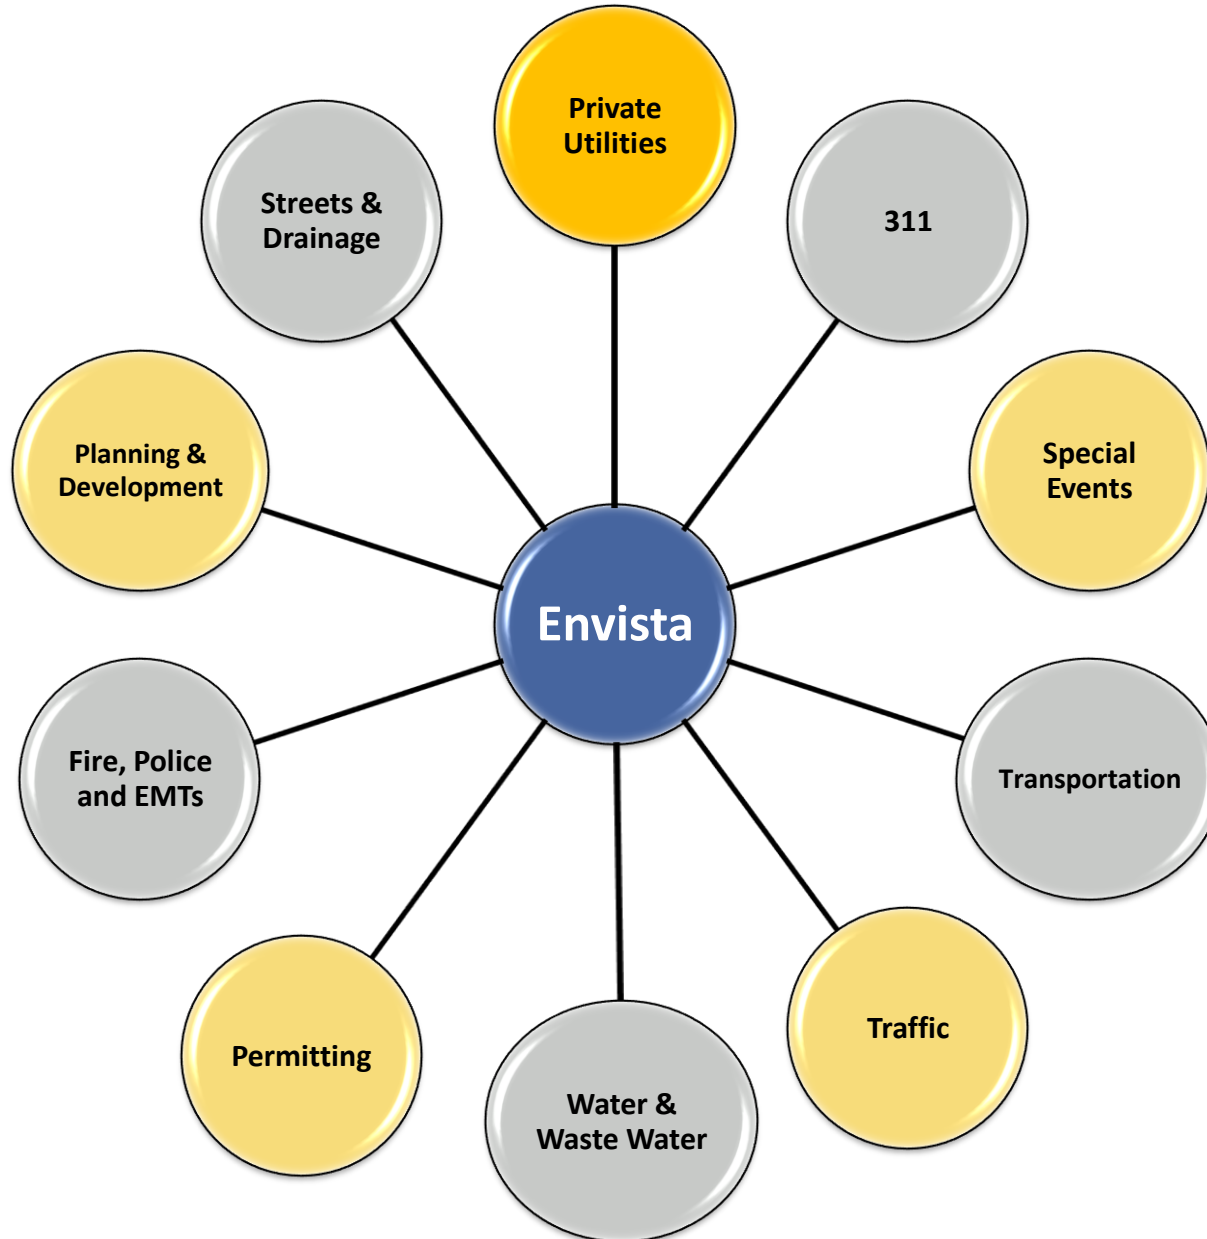 Private
Utilities
311
Special
Events
Transportation
Traffic
Water &
Waste Water
Permitting
Fire, Police
and EMTs
Planning &
Development
Streets &
Drainage
Envista